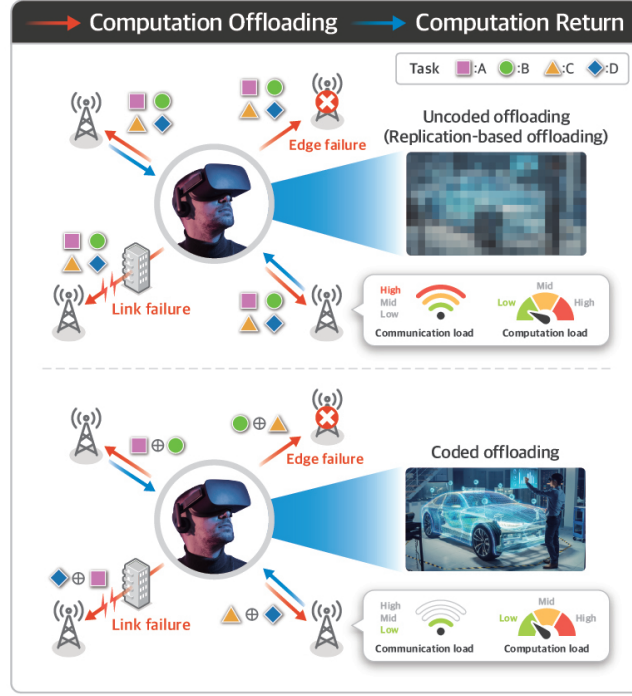 Computation Offloading Computation Return
Task :A :B :C :D
Edge failure
Uncoded offloading
(Replication-based offloading)
Link failure
High
Mid
Low
Communication load
Low
Mid
High
Computation load
Edge failure
Coded offloading
Link failure
High
Mid
Low
Communication load
Low
Mid
High
Computation load